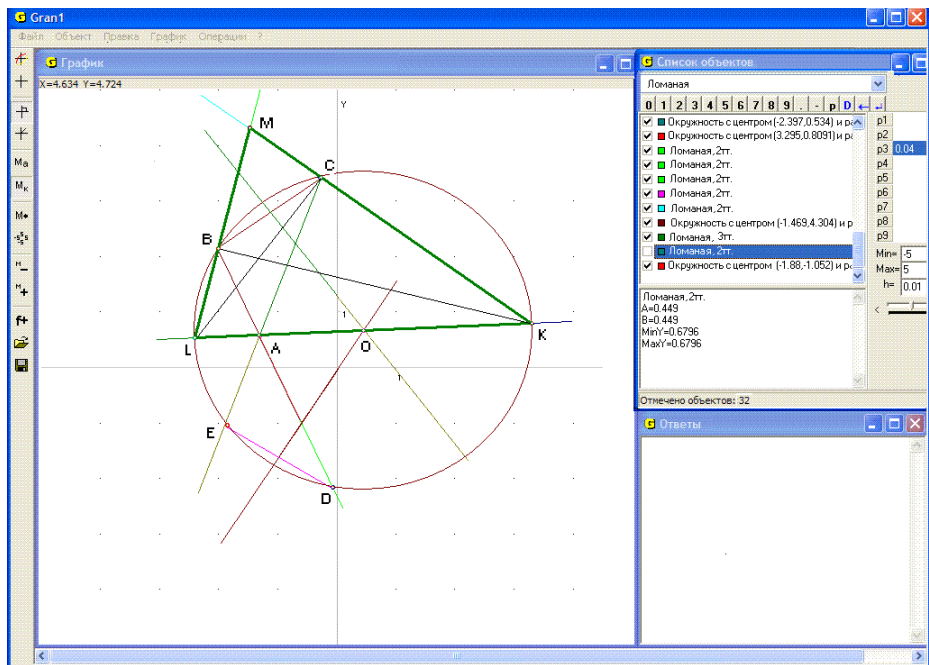 Gran1
Файл Объект Правка График Операции ?
График
X=4.634 Y=4.724
Y
M
C
B
1
L
A
O
K
1
E
D
Ма
Мк
М
f+
Список объектов
Ломаная
0 1 2 3 4 5 6 7 8 9 . - p D ← ↵
Окружность с центром (-2.397,0.534) и ра
Окружность с центром (3.295,0.8091) и ра
Ломаная, 2тт.
Ломаная, 2тт.
Ломаная, 2тт.
Ломаная, 2тт.
Ломаная, 2тт.
Окружность с центром (-1.469,4.304) и р
Ломаная, 3тт.
Ломаная, 2тт.
Окружность с центром (-1.88,-1.052) и ра
p1
p2
p3 0.04
p4
p5
p6
p7
p8
p9
Min= -5
Max= 5
h= 0.01
<
Ломаная, 2тт.
A=0.449
B=0.449
MinY=0.6796
MaxY=0.6796
Отмечено объектов: 32
Ответы